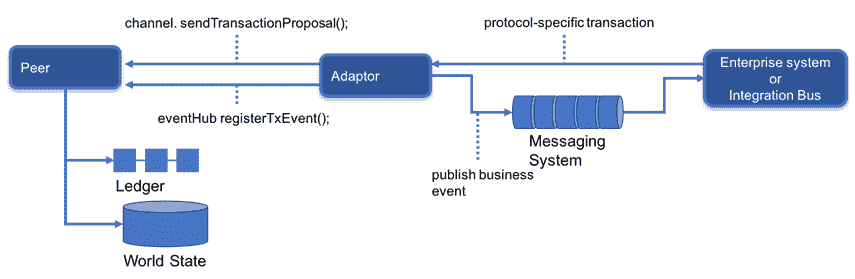 channel. sendTransactionProposal();
protocol-specific transaction
Peer
Adaptor
Enterprise system
or
Integration Bus
eventHub registerTxEvent();
Messaging
System
publish business
event
Ledger
World State